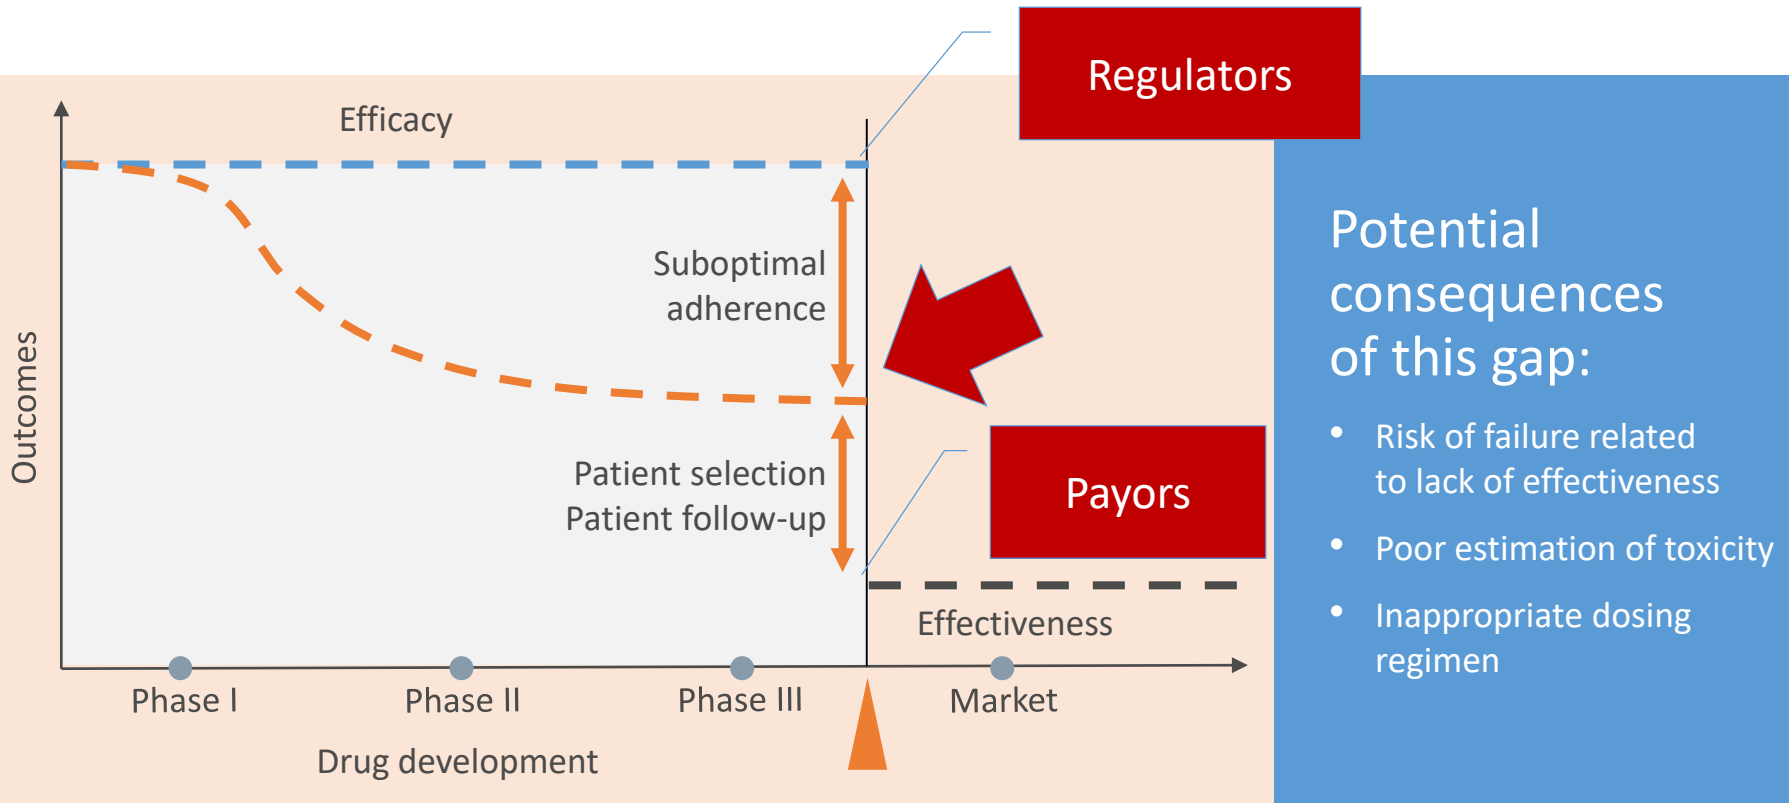 Regulators
Efficacy
Suboptimal
adherence
Outcomes
Patient selection
Patient follow-up
Payors
Effectiveness
Phase I
Phase II
Phase III
Market
Drug development
Potential
consequences
of this gap:
• Risk of failure related
to lack of effectiveness
• Poor estimation of toxicity
• Inappropriate dosing
regimen